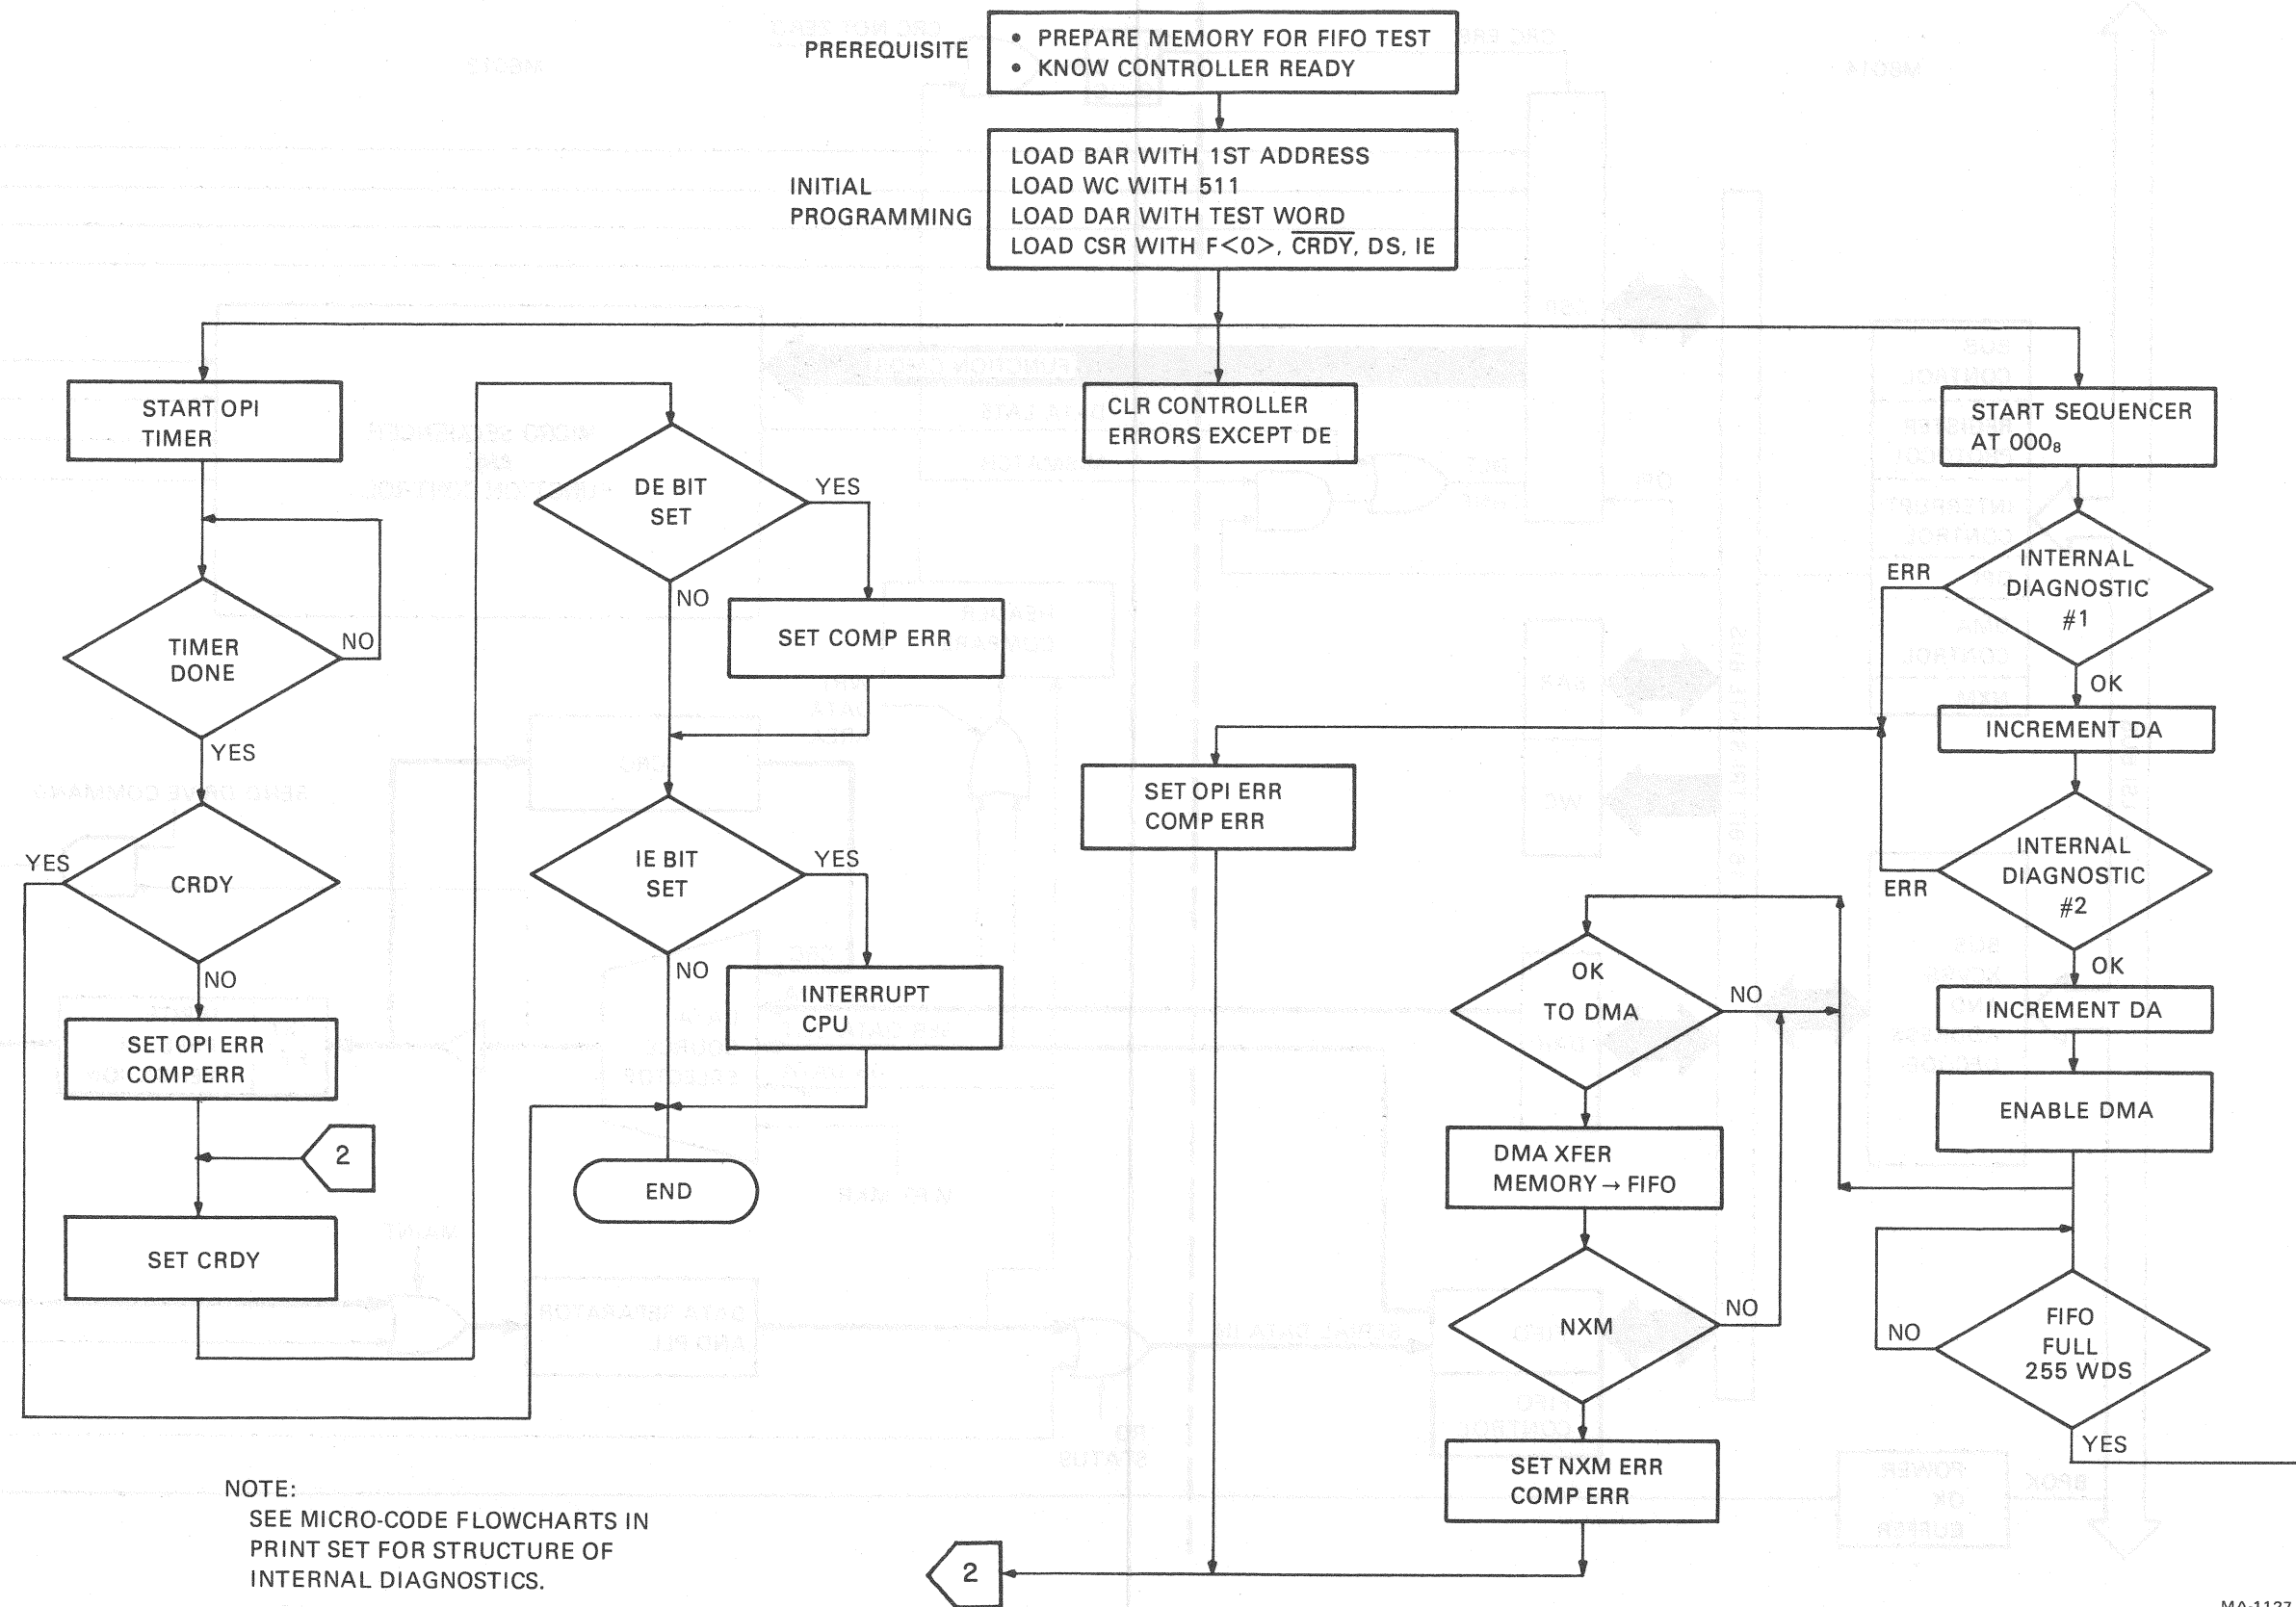 PREREQUISITE
• PREPARE MEMORY FOR FIFO TEST
• KNOW CONTROLLER READY
INITIAL
PROGRAMMING
LOAD BAR WITH 1ST ADDRESS
LOAD WC WITH 511
LOAD DAR WITH TEST WORD
LOAD CSR WITH F<0>, C̅R̅D̅Y̅, DS, IE
START OPI
TIMER
TIMER
DONE
NO
YES
CRDY
YES
NO
SET OPI ERR
COMP ERR
2
SET CRDY
DE BIT
SET
YES
NO
SET COMP ERR
IE BIT
SET
YES
NO
INTERRUPT
CPU
END
CLR CONTROLLER
ERRORS EXCEPT DE
SET OPI ERR
COMP ERR
START SEQUENCER
AT 000₈
INTERNAL
DIAGNOSTIC
#1
ERR
OK
INCREMENT DA
INTERNAL
DIAGNOSTIC
#2
ERR
OK
INCREMENT DA
ENABLE DMA
OK
TO DMA
NO
DMA XFER
MEMORY → FIFO
NXM
NO
SET NXM ERR
COMP ERR
FIFO
FULL
255 WDS
NO
YES
2
NOTE:
SEE MICRO-CODE FLOWCHARTS IN
PRINT SET FOR STRUCTURE OF
INTERNAL DIAGNOSTICS.
MA-1127